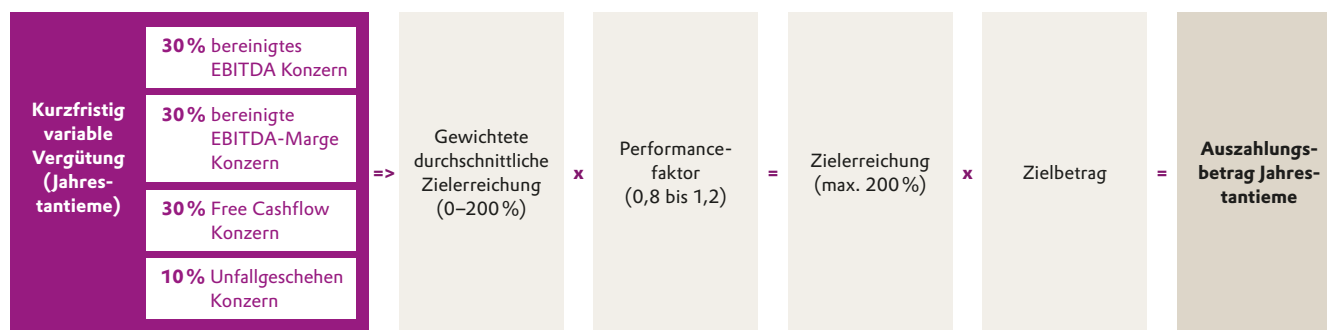 Kurzfristig
variable
Vergütung
(Jahres-
tantieme)
30 % bereinigtes
EBITDA Konzern
30 % bereinigte
EBITDA-Marge
Konzern
30 % Free Cashflow
Konzern
10 % Unfallgeschehen
Konzern
=>
Gewichtete
durchschnittliche
Zielerreichung
(0–200 %)
x
Performance-
faktor
(0,8 bis 1,2)
=
Zielerreichung
(max. 200 %)
x
Zielbetrag
=
Auszahlungs-
betrag Jahres-
tantieme